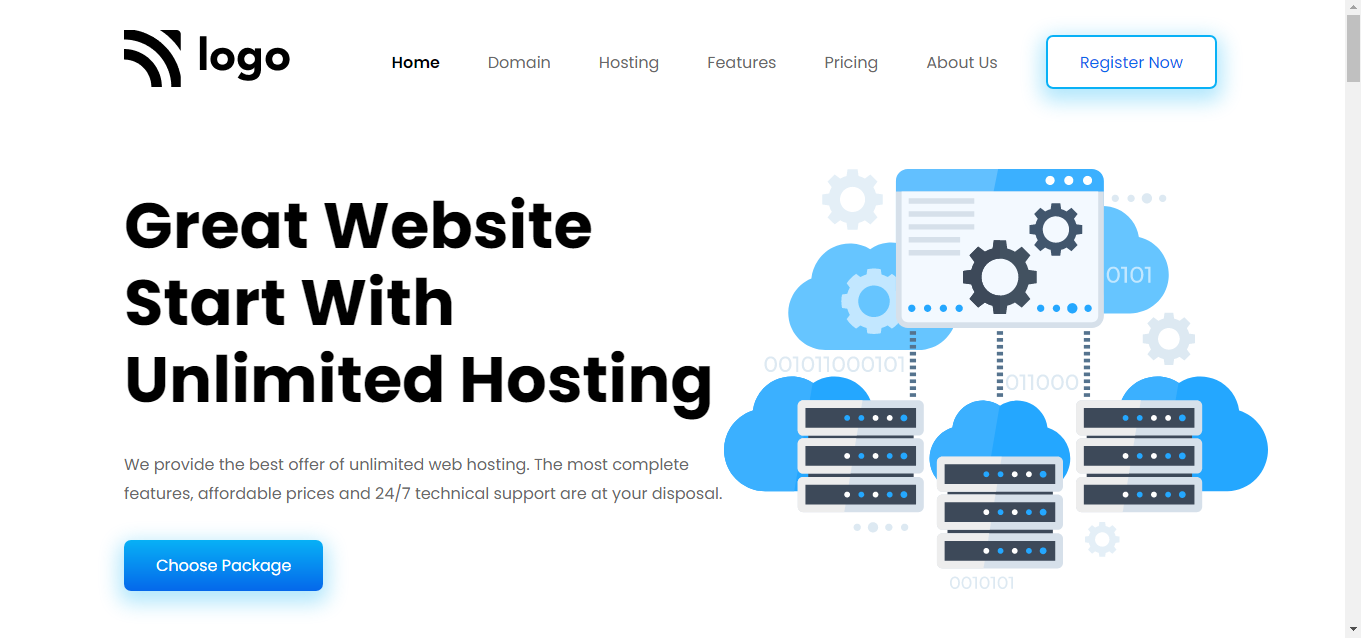 logo
Home Domain Hosting Features Pricing About Us Register Now
Great Website
Start With
Unlimited Hosting
We provide the best offer of unlimited web hosting. The most complete
features, affordable prices and 24/7 technical support are at your disposal.
Choose Package
0101
001011000101
011000
0010101